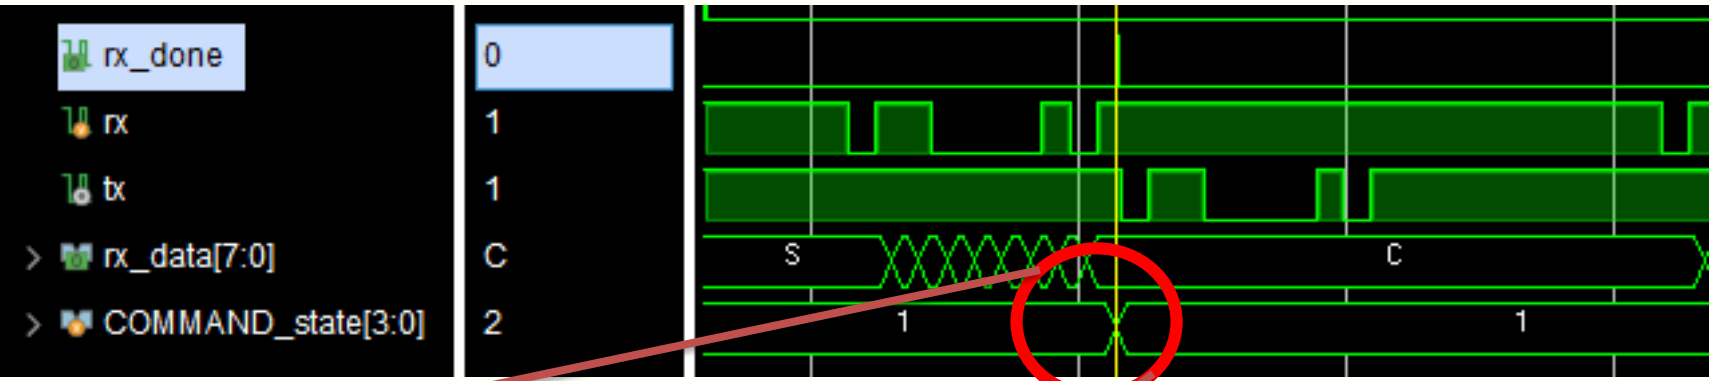 rx_done 0
rx 1
tx 1
rx_data[7:0] C S C
COMMAND_state[3:0] 2 1 1